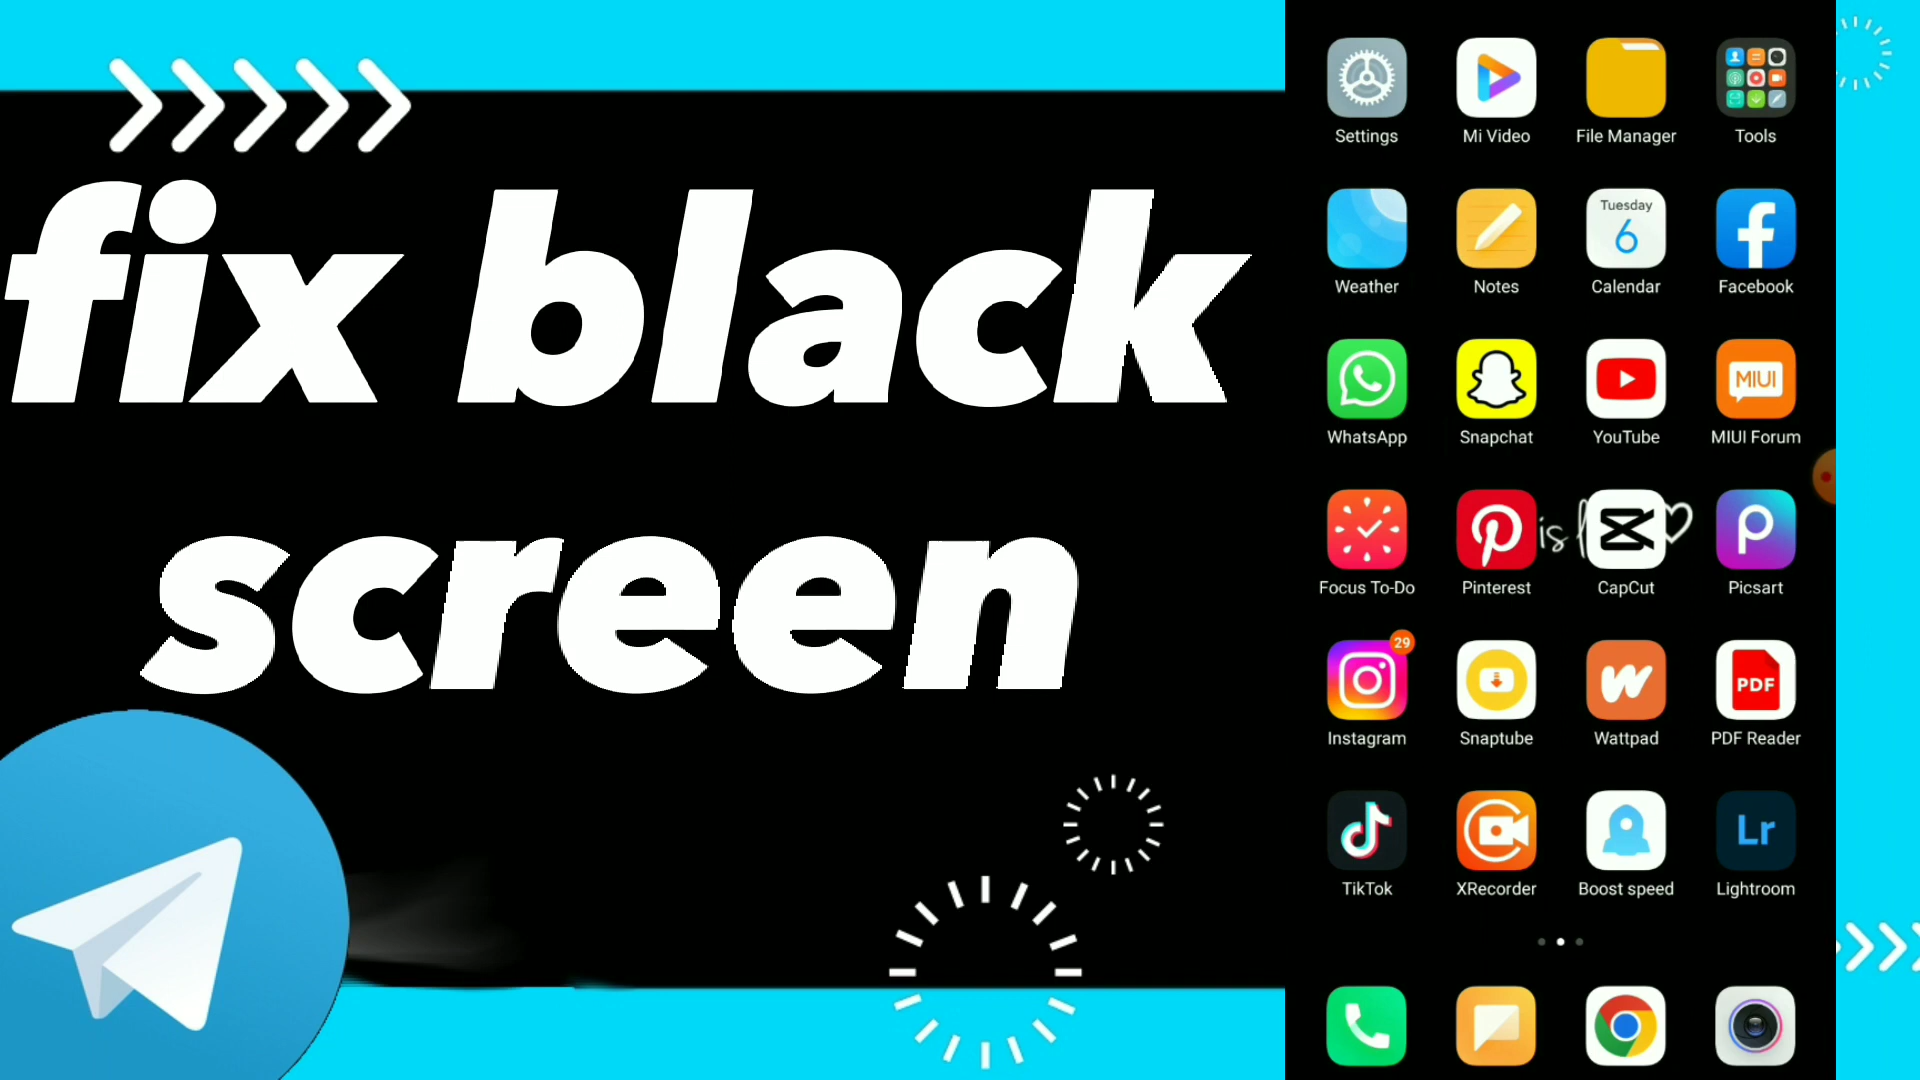 fix black
screen
Settings
Mi Video
File Manager
Tools
Tuesday
6
Weather
Notes
Calendar
Facebook
MIUI
WhatsApp
Snapchat
YouTube
MIUI Forum
is
Focus To-Do
Pinterest
CapCut
Picsart
29
PDF
Instagram
Snaptube
Wattpad
PDF Reader
Lr
TikTok
XRecorder
Boost speed
Lightroom